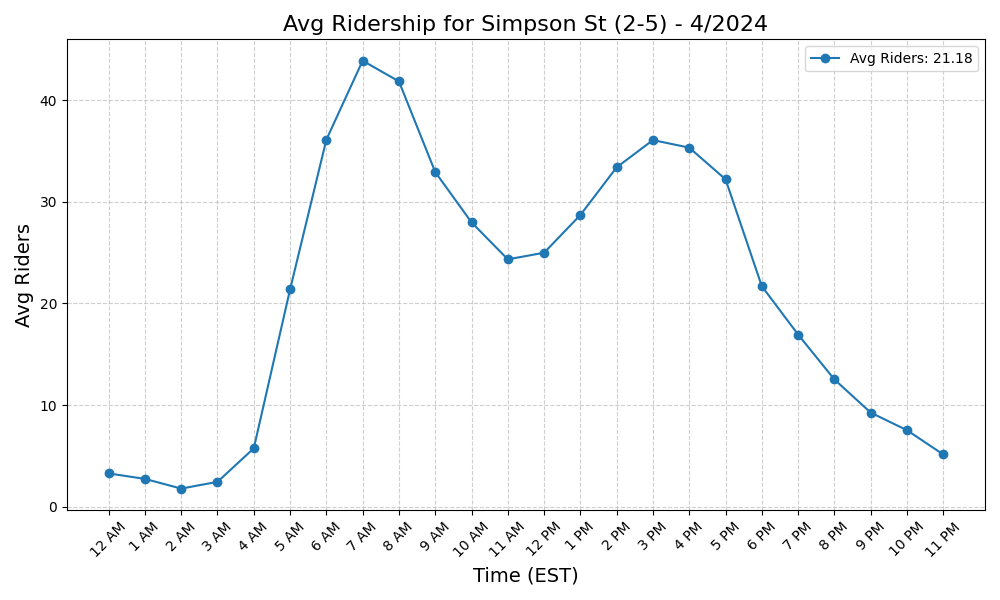 Avg Ridership for Simpson St (2-5) - 4/2024
Avg Riders: 21.18
Avg Riders
40
30
20
10
0
12 AM
1 AM
2 AM
3 AM
4 AM
5 AM
6 AM
7 AM
8 AM
9 AM
10 AM
11 AM
12 PM
1 PM
2 PM
3 PM
4 PM
5 PM
6 PM
7 PM
8 PM
9 PM
10 PM
11 PM
Time (EST)